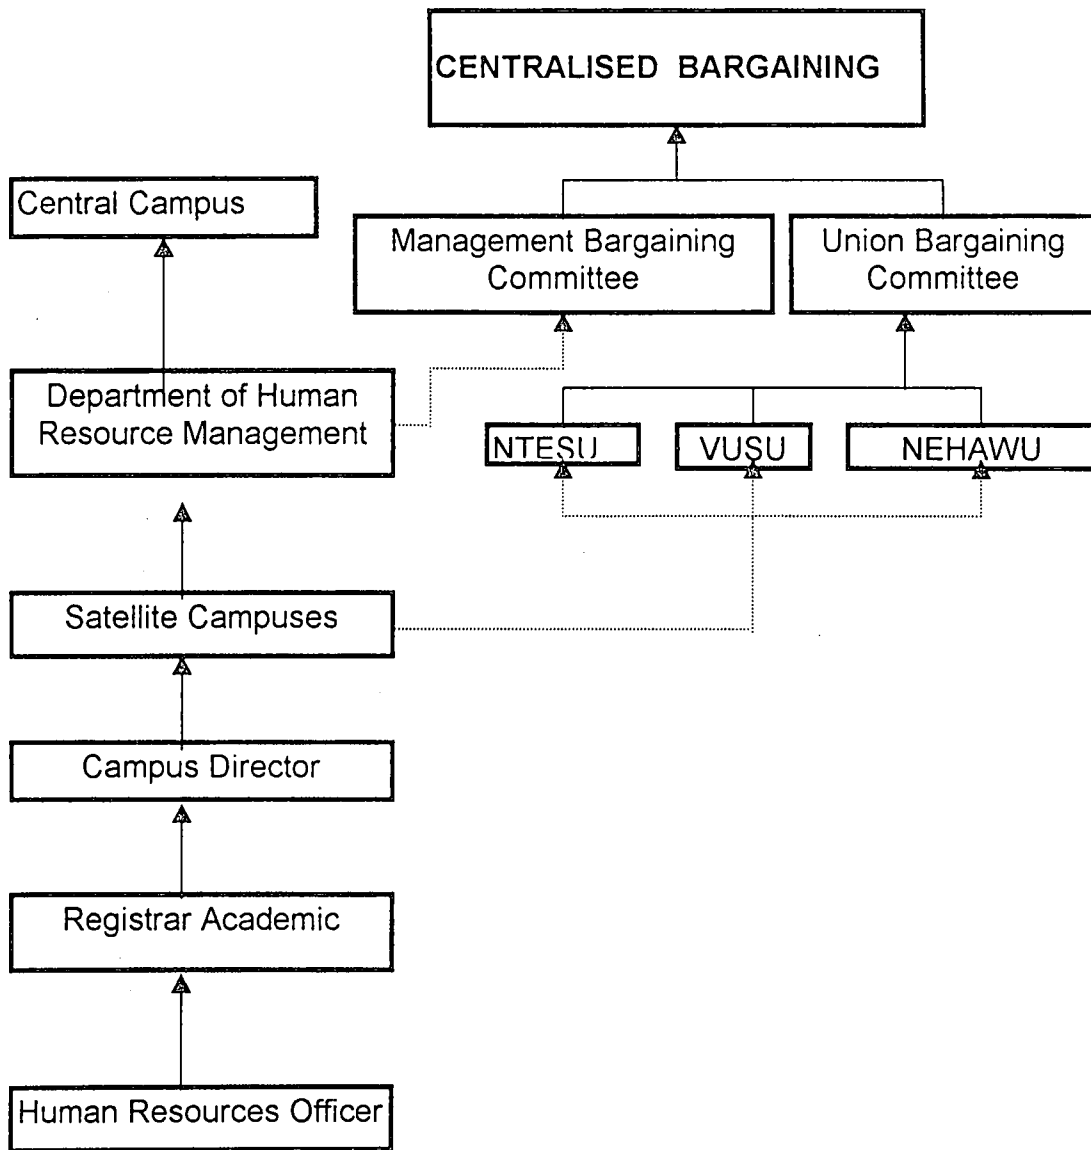 CENTRALISED BARGAINING
Central Campus
Management Bargaining
Committee
Union Bargaining
Committee
Department of Human
Resource Management
NTESU
VUSU
NEHAWU
Satellite Campuses
Campus Director
Registrar Academic
Human Resources Officer